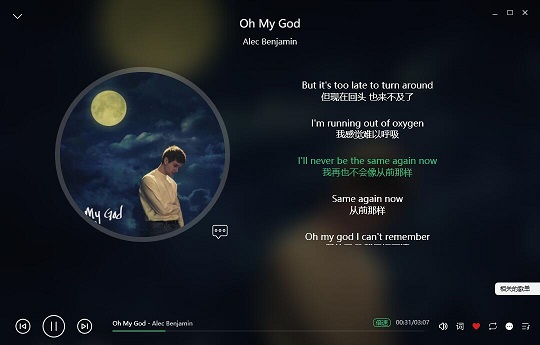 Oh My God
Alec Benjamin
But it's too late to turn around
但现在回头 也来不及了
I'm running out of oxygen
我感觉难以呼吸
I'll never be the same again now
我再也不会像从前那样
Same again now
从前那样
Oh my god I can't remember
My God
相关的歌单
Oh My God - Alec Benjamin
倍速
00:31/03:07
词